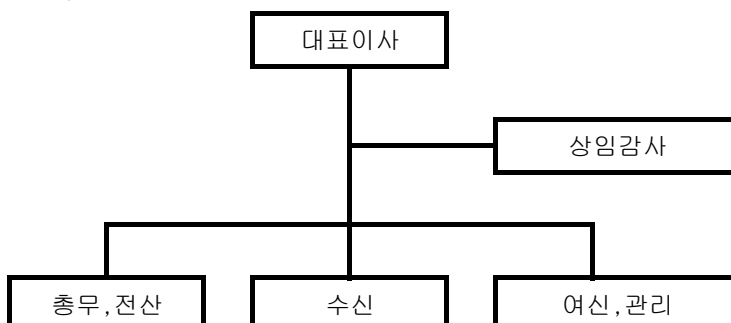 대표이사
상임감사
총무,전산
수신
여신,관리